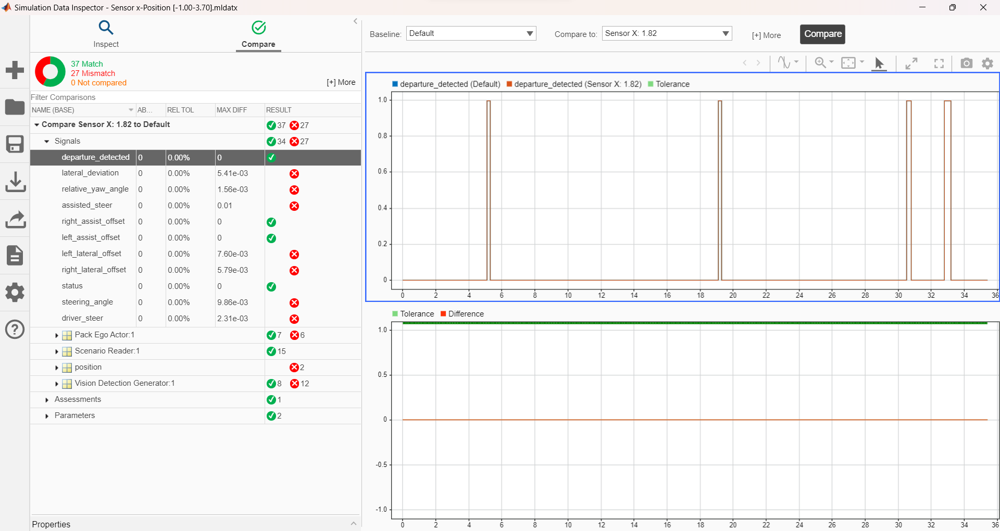 Simulation Data Inspector - Sensor x-Position [-1.00-3.70].mldatx
Inspect
Compare
37 Match
27 Mismatch
0 Not compared
[+] More
Filter Comparisons
NAME (BASE) AB... REL TOL MAX DIFF RESULT
Compare Sensor X: 1.82 to Default 37 27
Signals 34 27
departure_detected 0 0.00% 0
lateral_deviation 0 0.00% 5.41e-03
relative_yaw_angle 0 0.00% 1.56e-03
assisted_steer 0 0.00% 0.01
right_assist_offset 0 0.00% 0
left_assist_offset 0 0.00% 0
left_lateral_offset 0 0.00% 7.60e-03
right_lateral_offset 0 0.00% 5.79e-03
status 0 0.00% 0
steering_angle 0 0.00% 9.86e-03
driver_steer 0 0.00% 2.31e-03
Pack Ego Actor:1 7 6
Scenario Reader:1 15
position 2
Vision Detection Generator:1 8 12
Assessments 1
Parameters 2
Properties
Baseline: Default Compare to: Sensor X: 1.82 [+] More Compare
departure_detected (Default) departure_detected (Sensor X: 1.82) Tolerance
1.0
0.8
0.6
0.4
0.2
0
0 2 4 6 8 10 12 14 16 18 20 22 24 26 28 30 32 34 36
Tolerance Difference
1.0
0.5
0
-0.5
-1.0
0 2 4 6 8 10 12 14 16 18 20 22 24 26 28 30 32 34 36